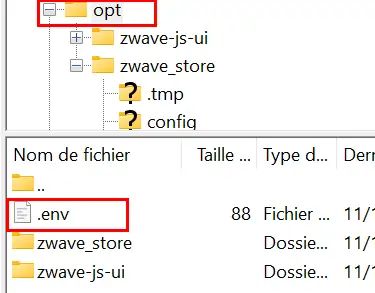 opt
zwave-js-ui
zwave_store
.tmp
config
Nom de fichier Taille ... Type d... Derr
..
.env 88 Fichier ... 11/1
zwave_store Dossie... 11/1
zwave-js-ui Dossie... 11/1